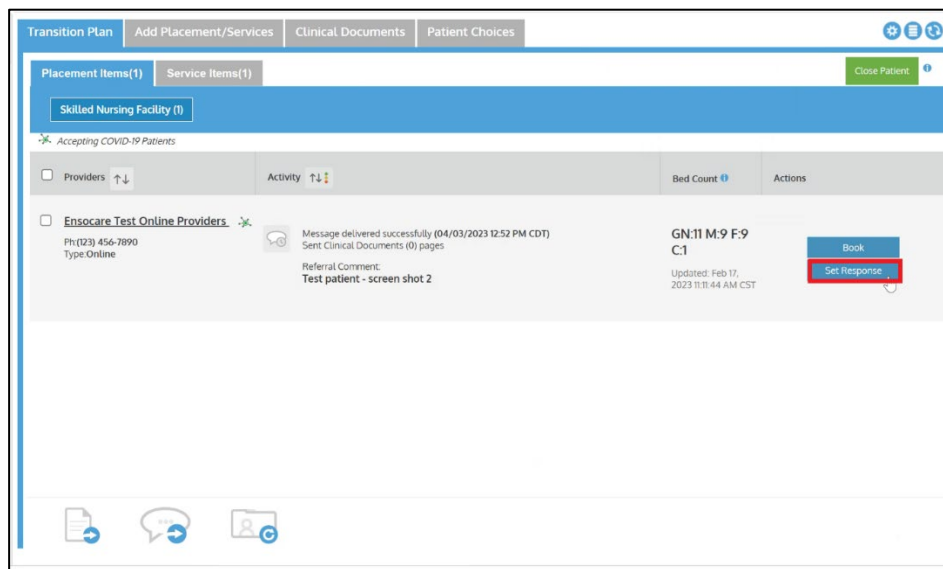 Transition Plan
Add Placement/Services
Clinical Documents
Patient Choices
Placement Items(1)
Service Items(1)
Close Patient
Skilled Nursing Facility (1)
Accepting COVID-19 Patients
Providers
Activity
Bed Count
Actions
Ensocare Test Online Providers
Ph:(123) 456-7890
Type:Online
Message delivered successfully (04/03/2023 12:52 PM CDT)
Sent Clinical Documents (0) pages
Referral Comment:
Test patient - screen shot 2
GN:11 M:9 F:9
C:1
Updated: Feb 17,
2023 11:11:44 AM CST
Book
Set Response